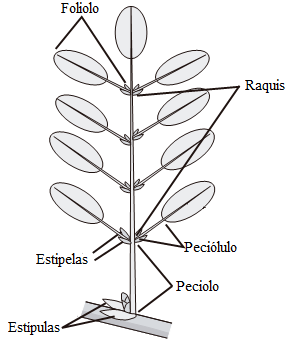 Foliolo
Raquis
Peciólulo
Estipelas
Peciolo
Estípulas